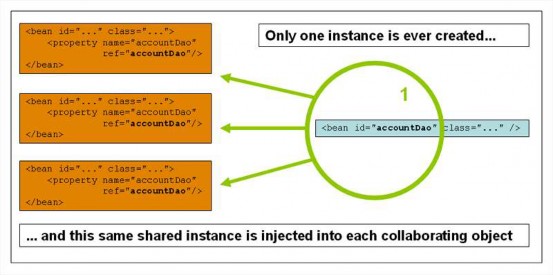 <bean id="..." class="...">
<property name="accountDao"
ref="accountDao"/>
</bean>
Only one instance is ever created...
1
<bean id="..." class="...">
<property name="accountDao"
ref="accountDao"/>
</bean>
<bean id="accountDao" class="..." />
<bean id="..." class="...">
<property name="accountDao"
ref="accountDao"/>
</bean>
... and this same shared instance is injected into each collaborating object